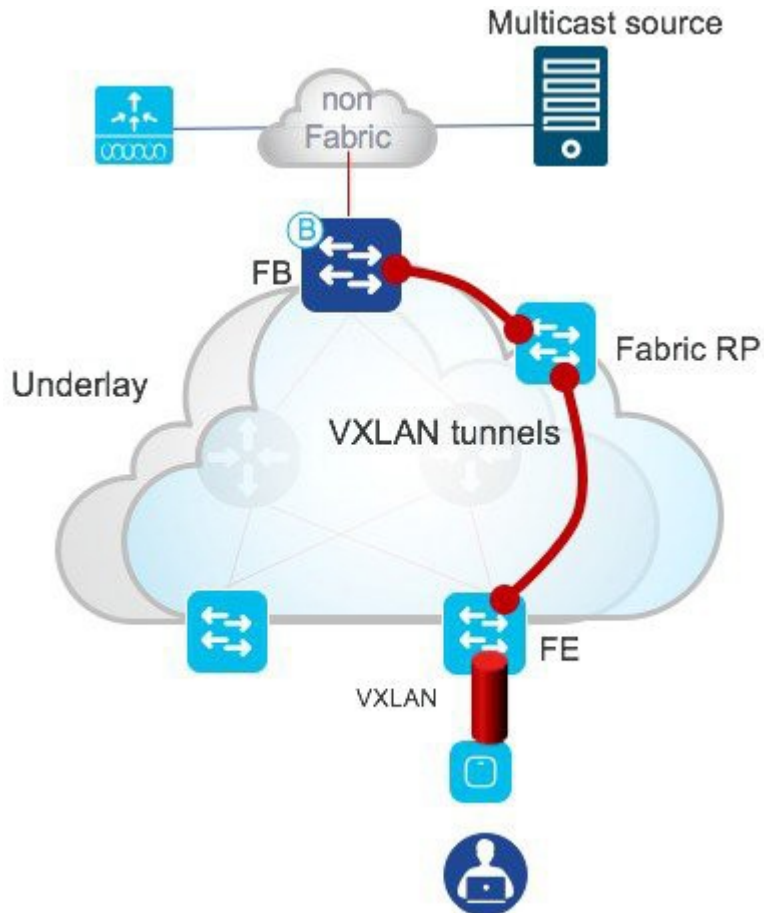 Multicast source
non
Fabric
B
FB
Fabric RP
Underlay
VXLAN tunnels
FE
VXLAN